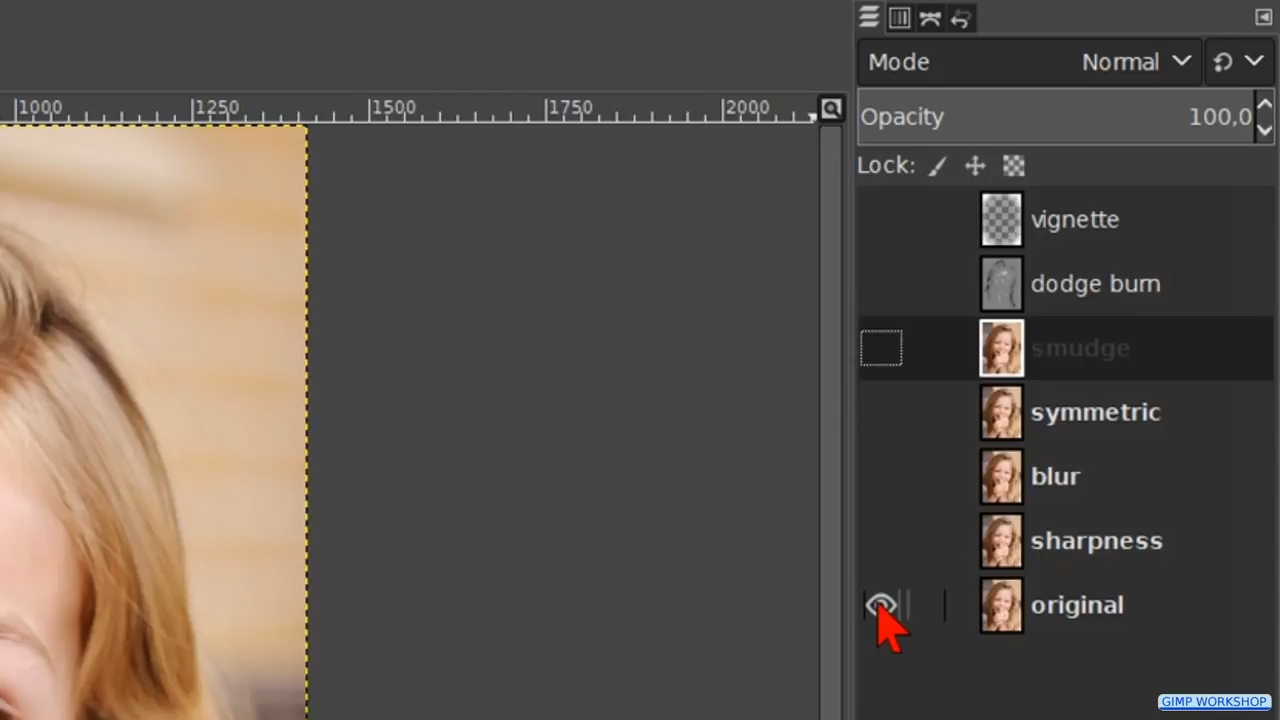 Mode Normal
1000 1250 1500 1750 2000
Opacity 100,0
Lock:
vignette
dodge burn
smudge
symmetric
blur
sharpness
original
GIMP WORKSHOP